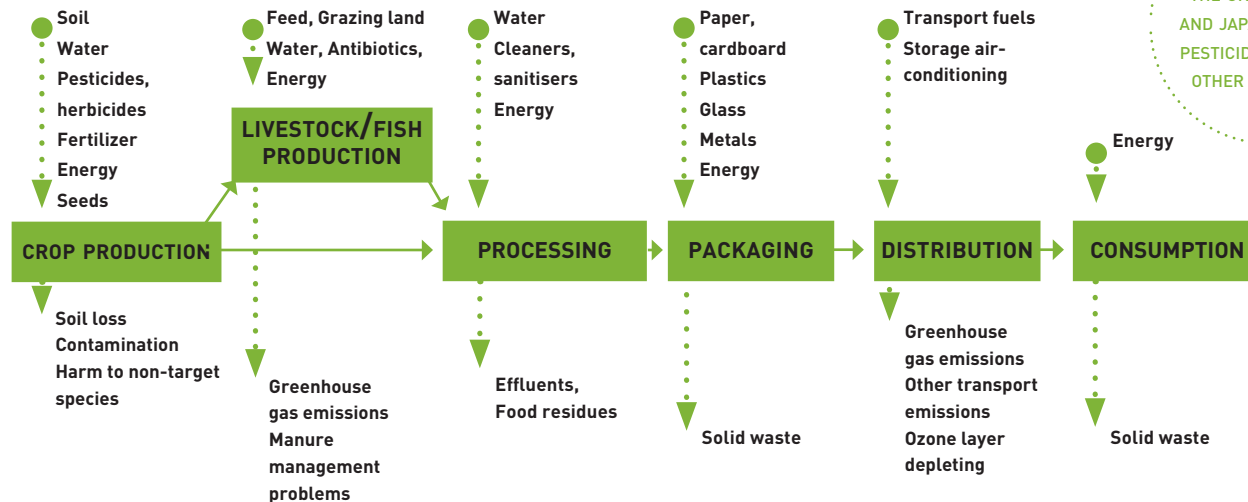 Soil
Water
Pesticides,
herbicides
Fertilizer
Energy
Seeds
Feed, Grazing land
Water, Antibiotics,
Energy
Water
Cleaners,
sanitisers
Energy
Paper,
cardboard
Plastics
Glass
Metals
Energy
Transport fuels
Storage air-
conditioning
AND
PESTICID
OTHER
Energy
LIVESTOCK/FISH
PRODUCTION
CROP PRODUCTION
PROCESSING
PACKAGING
DISTRIBUTION
CONSUMPTION
Soil loss
Contamination
Harm to non-target
species
Greenhouse
gas emissions
Manure
management
problems
Effluents,
Food residues
Solid waste
Greenhouse
gas emissions
Other transport
emissions
Ozone layer
depleting
Solid waste